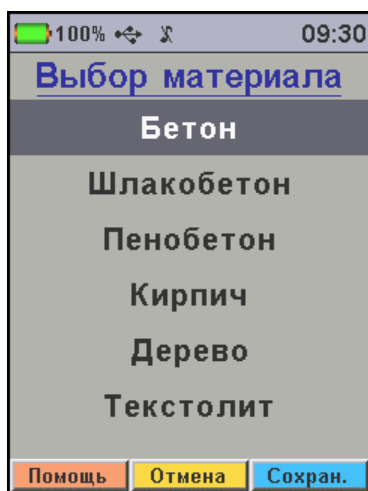 100% 09:30
Выбор материала
Бетон
Шлакобетон
Пенобетон
Кирпич
Дерево
Текстолит
Помощь Отмена Сохран.